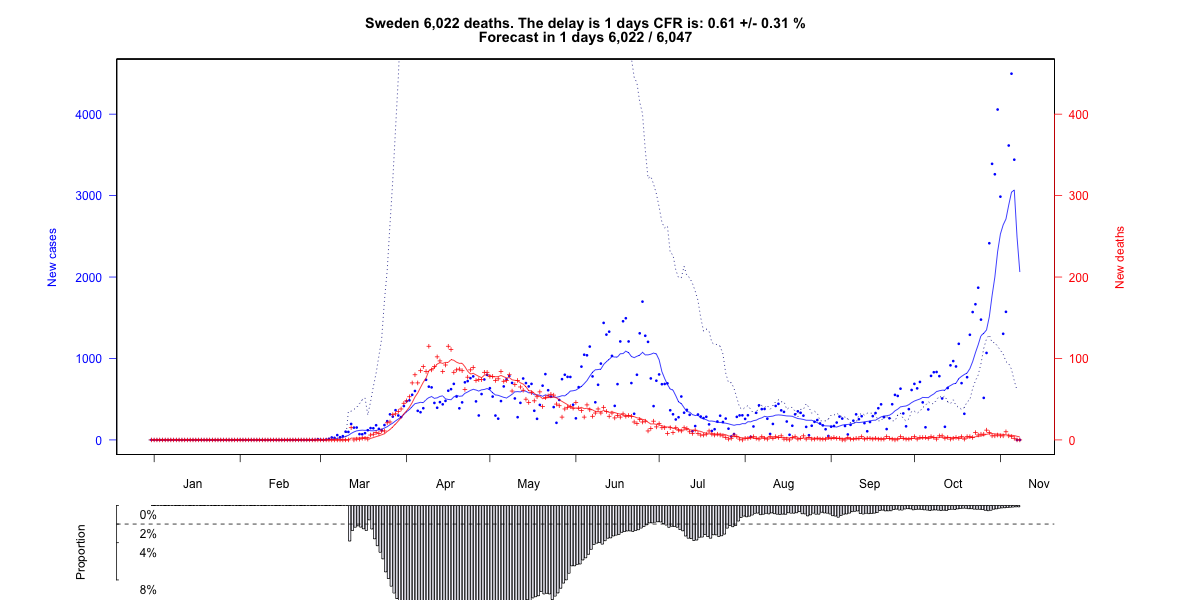 Sweden 6,022 deaths. The delay is 1 days CFR is: 0.61 +/- 0.31 %
Forecast in 1 days 6,022 / 6,047
New cases
4000
3000
2000
1000
0
400
300
200
100
0
New deaths
Jan Feb Mar Apr May Jun Jul Aug Sep Oct Nov
Proportion
0%
2%
4%
8%